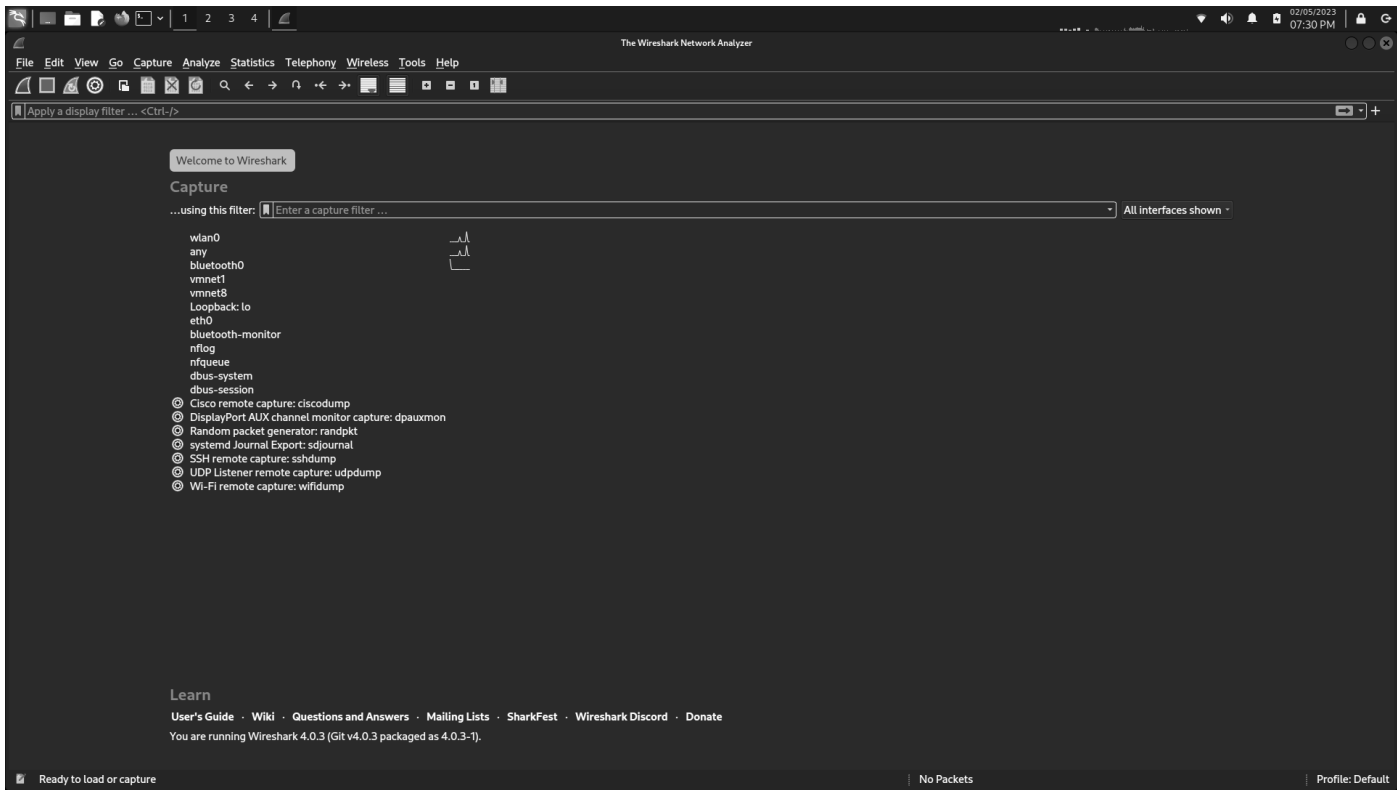 1 2 3 4
02/05/2023
07:30 PM
The Wireshark Network Analyzer
File Edit View Go Capture Analyze Statistics Telephony Wireless Tools Help
Apply a display filter ... <Ctrl-/>
+
Welcome to Wireshark
Capture
...using this filter: Enter a capture filter ... All interfaces shown
wlan0
any
bluetooth0
vmnet1
vmnet8
Loopback: lo
eth0
bluetooth-monitor
nflog
nfqueue
dbus-system
dbus-session
Cisco remote capture: ciscodump
DisplayPort AUX channel monitor capture: dpauxmon
Random packet generator: randpkt
systemd Journal Export: sdjournal
SSH remote capture: sshdump
UDP Listener remote capture: udpdump
Wi-Fi remote capture: wifidump
Learn
User's Guide · Wiki · Questions and Answers · Mailing Lists · SharkFest · Wireshark Discord · Donate
You are running Wireshark 4.0.3 (Git v4.0.3 packaged as 4.0.3-1).
Ready to load or capture No Packets Profile: Default